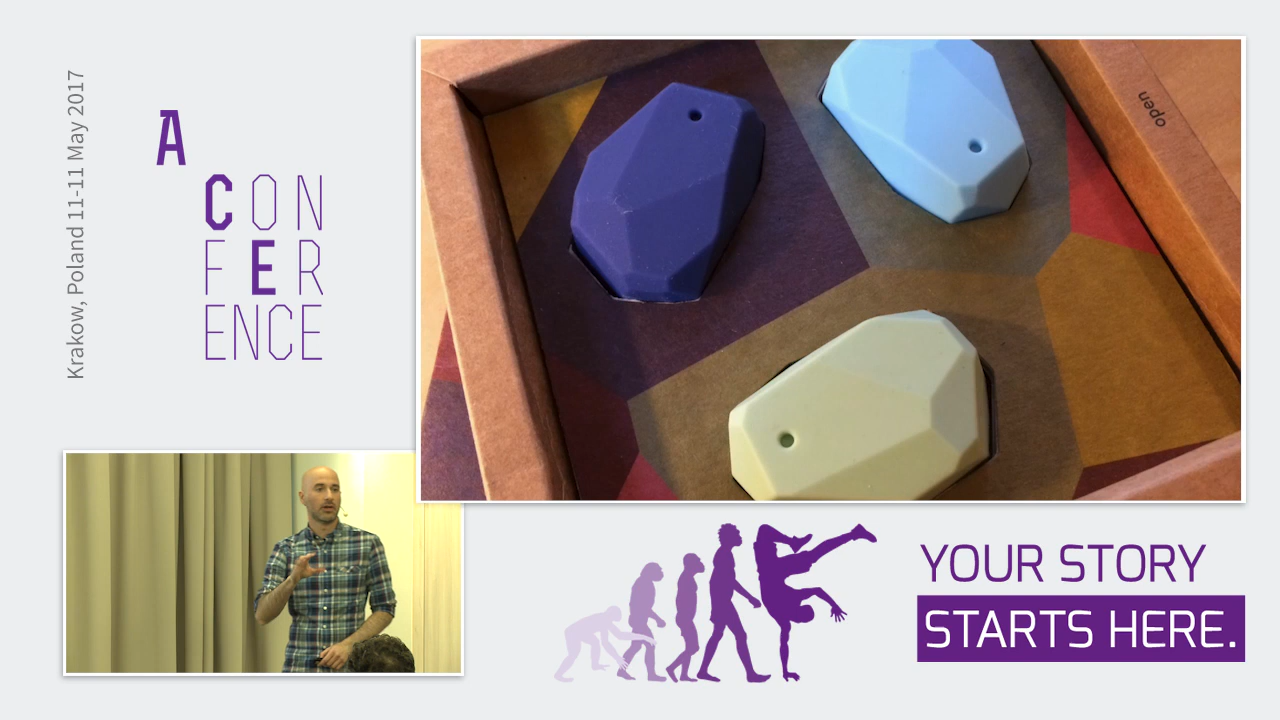 Krakow, Poland 11-11 May 2017
A
CON
FER
ENCE
open
YOUR STORY
STARTS HERE.